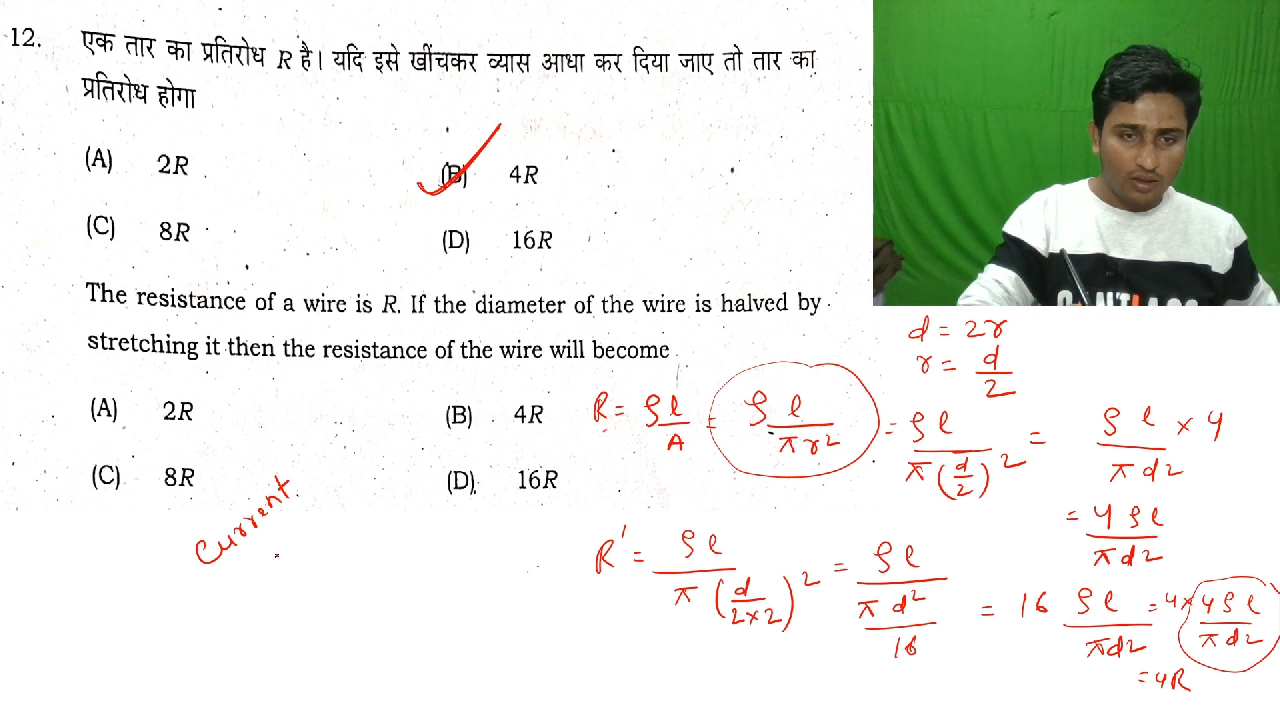 12. एक तार का प्रतिरोध R है। यदि इसे खींचकर व्यास आधा कर दिया जाए तो तार का
प्रतिरोध होगा
(A) 2R (B) 4R
(C) 8R (D) 16R
The resistance of a wire is R. If the diameter of the wire is halved by
stretching it then the resistance of the wire will become
(A) 2R (B) 4R
(C) 8R (D) 16R
Current
d = 2r
r = d/2
R = ρl/A = ρl/πr² = ρl/π(d/2)² = ρl×4/πd²
= 4ρl/πd²
R' = ρl/π(d/2×2)² = ρl/πd²/16 = 16 ρl/πd² = 4×4ρl/πd²
= 4R